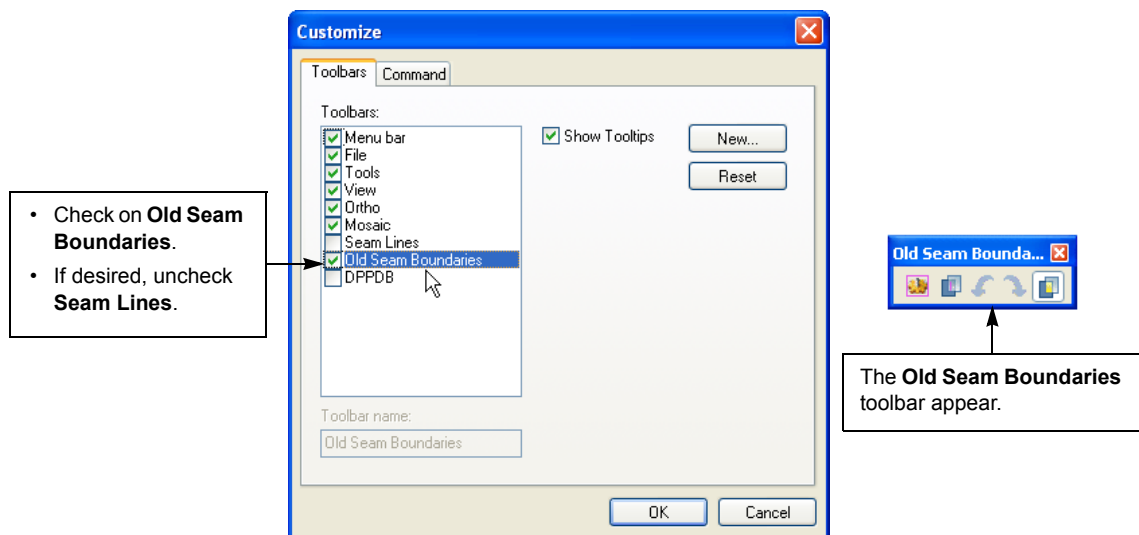 Customize
Toolbars
Command
Toolbars:
Menu bar
File
Tools
View
Ortho
Mosaic
Seam Lines
Old Seam Boundaries
DPPDB
Show Tooltips
New...
Reset
Toolbar name:
Old Seam Boundaries
OK
Cancel
• Check on Old Seam
Boundaries.
• If desired, uncheck
Seam Lines.
Old Seam Bounda...
The Old Seam Boundaries
toolbar appear.